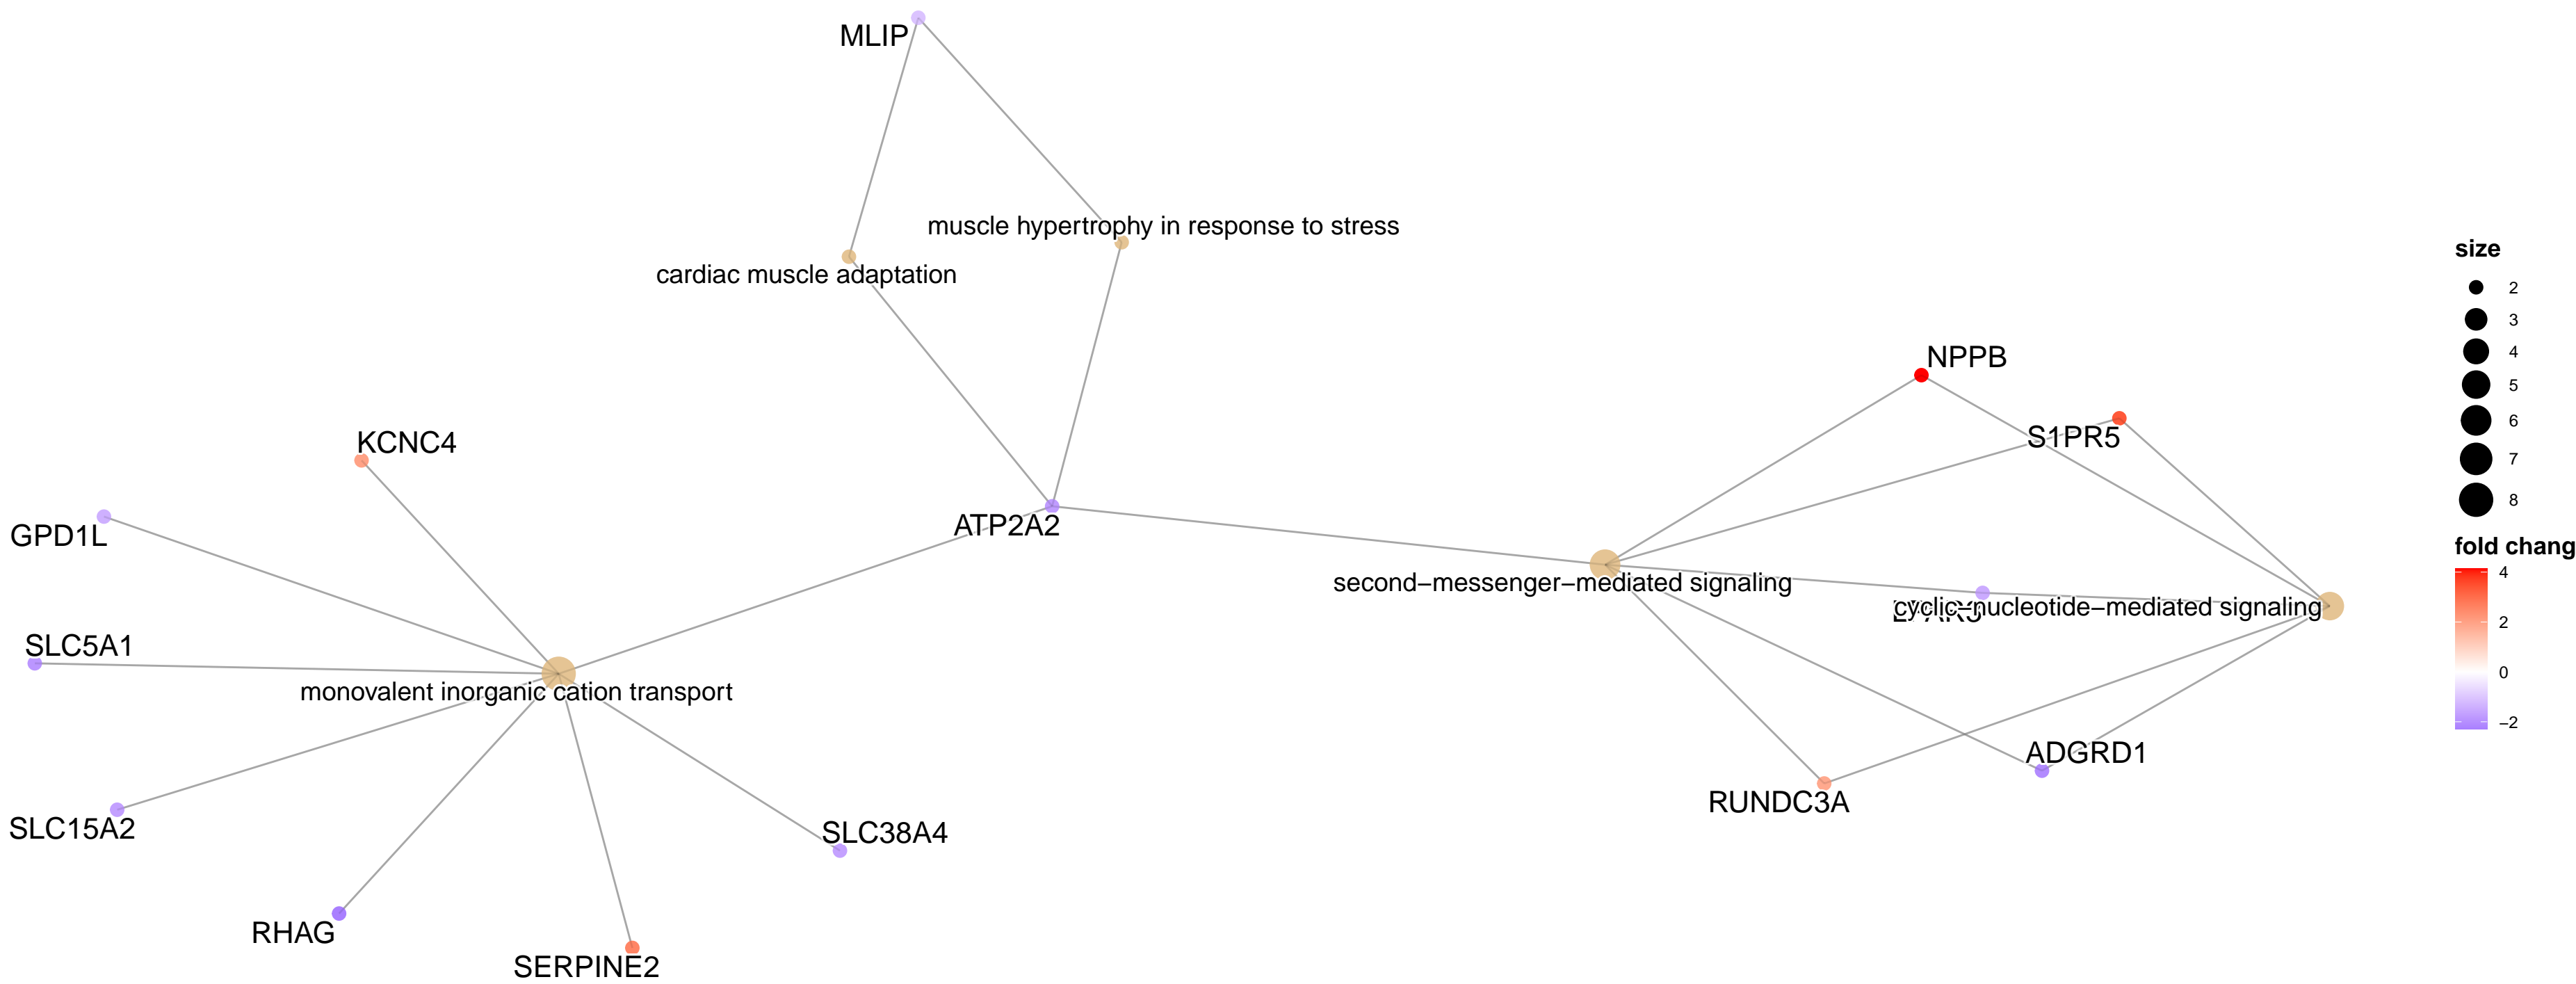 MLIP
muscle hypertrophy in response to stress
cardiac muscle adaptation
size
2
3
4
5
6
7
8
NPPB
S1PR5
KCNC4
GPD1L
ATP2A2
fold chang
4
2
0
−2
second−messenger−mediated signaling
cyclic−nucleotide−mediated signaling
SLC5A1
monovalent inorganic cation transport
ADGRD1
RUNDC3A
SLC15A2
SLC38A4
RHAG
SERPINE2